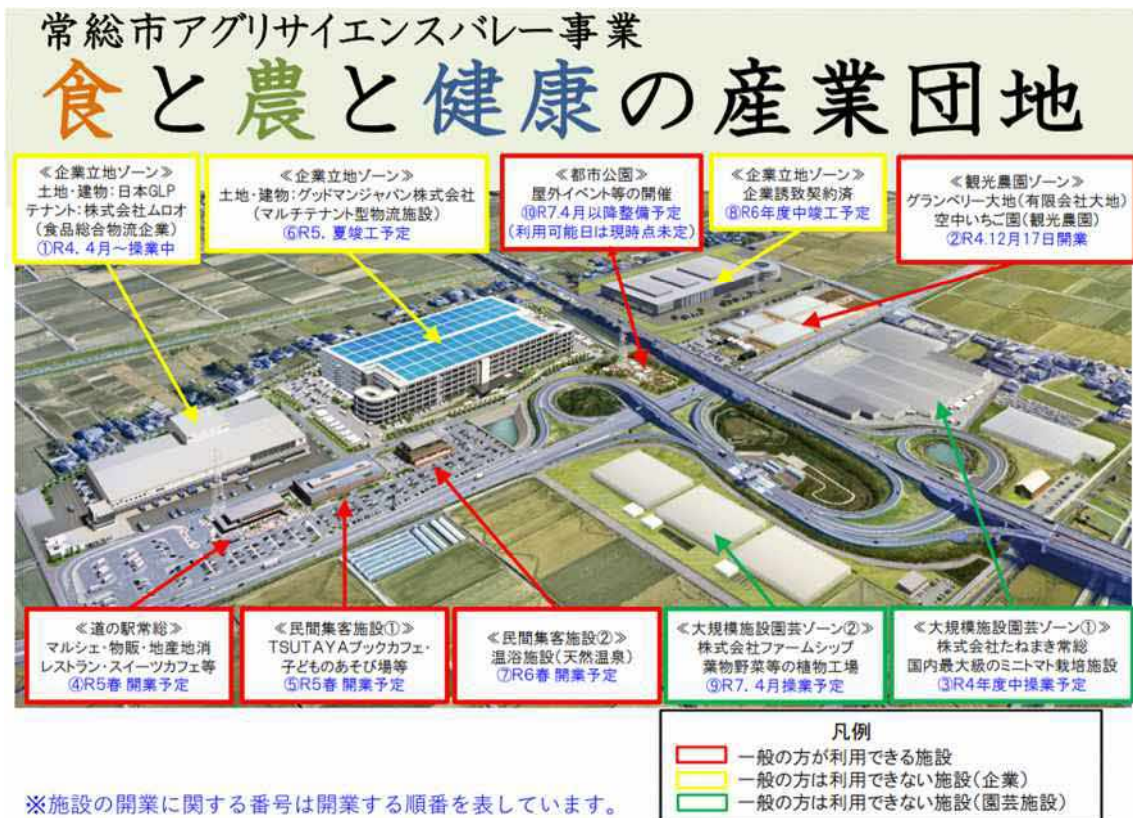 常総市アグリサイエンスバレー事業
食と農と健康の産業団地
≪企業立地ゾーン≫
土地・建物:日本GLP
テナント:株式会社ムロオ
(食品総合物流企業)
①R4．4月～操業中
≪企業立地ゾーン≫
土地・建物:グッドマンジャパン株式会社
(マルチテナント型物流施設)
⑥R5．夏竣工予定
≪都市公園≫
屋外イベント等の開催
⑩R7.4月以降整備予定
(利用可能日は現時点未定)
≪企業立地ゾーン≫
企業誘致契約済
⑧R6年度中竣工予定
≪観光農園ゾーン≫
グランベリー大地(有限会社大地)
空中いちご園(観光農園)
②R4.12月17日開業
≪道の駅常総≫
マルシェ・物販・地産地消
レストラン・スイーツカフェ等
④R5春 開業予定
≪民間集客施設①≫
TSUTAYAブックカフェ・
子どものあそび場等
⑤R5春 開業予定
≪民間集客施設②≫
温浴施設(天然温泉)
⑦R6春 開業予定
≪大規模施設園芸ゾーン②≫
株式会社ファームシップ
葉物野菜等の植物工場
⑨R7．4月操業予定
≪大規模施設園芸ゾーン①≫
株式会社たねまき常総
国内最大級のミニトマト栽培施設
③R4年度中操業予定
凡例
一般の方が利用できる施設
一般の方は利用できない施設(企業)
一般の方は利用できない施設(園芸施設)
※施設の開業に関する番号は開業する順番を表しています。